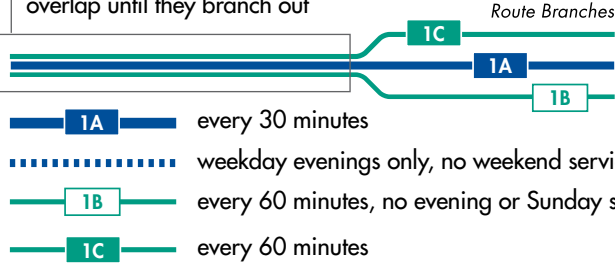 overlap until they branch out
Route Branches
1C
1A
1B
1A every 30 minutes
weekday evenings only, no weekend
1B every 60 minutes, no evening or Sunday
1C every 60 minutes